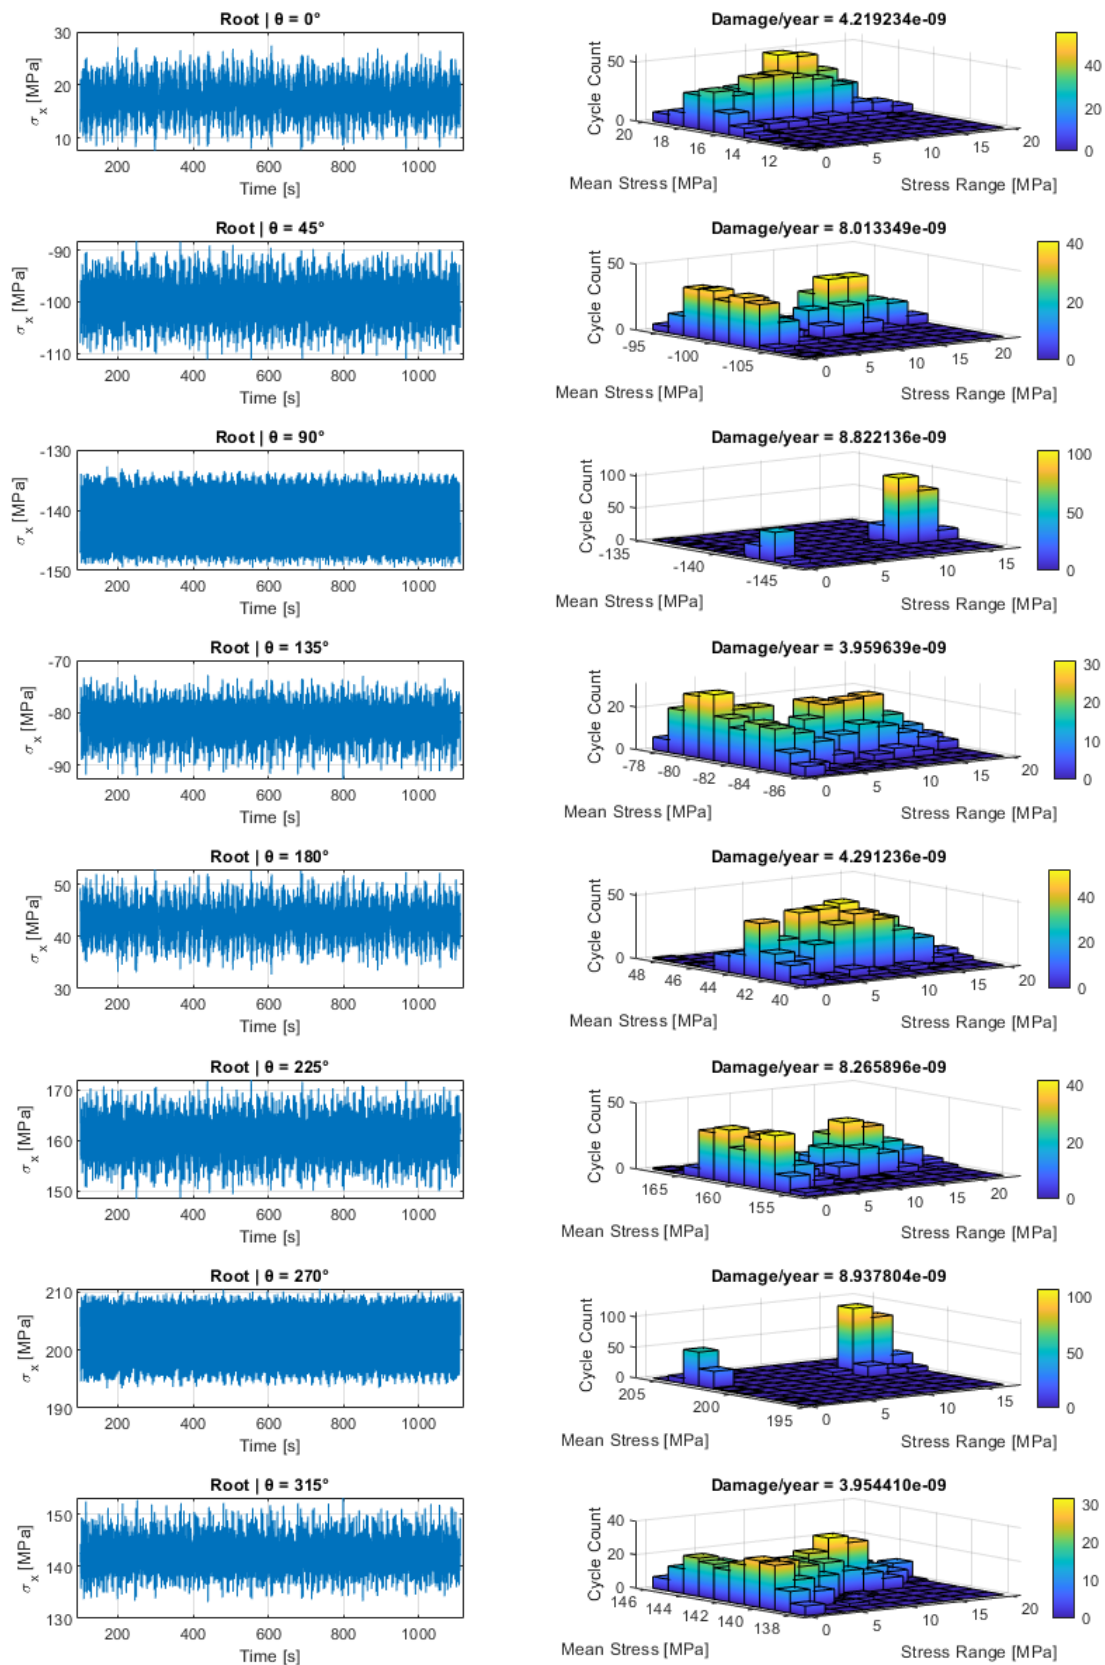 Root | θ = 0°
Damage/year = 4.219234e-09
σ x [MPa]
30
20
10
200 400 600 800 1000
Time [s]
Cycle Count
50
0
20 18 16 14 12
0 5 10 15 20
Mean Stress [MPa]
Stress Range [MPa]
40
20
0
Root | θ = 45°
Damage/year = 8.013349e-09
σ x [MPa]
-90
-100
-110
200 400 600 800 1000
Time [s]
Cycle Count
50
0
-95 -100 -105
0 5 10 15 20
Mean Stress [MPa]
Stress Range [MPa]
40
20
0
Root | θ = 90°
Damage/year = 8.822136e-09
σ x [MPa]
-130
-140
-150
200 400 600 800 1000
Time [s]
Cycle Count
100
50
0
-135 -140 -145
0 5 10 15
Mean Stress [MPa]
Stress Range [MPa]
100
50
0
Root | θ = 135°
Damage/year = 3.959639e-09
σ x [MPa]
-70
-80
-90
200 400 600 800 1000
Time [s]
Cycle Count
20
0
-78 -80 -82 -84 -86
0 5 10 15 20
Mean Stress [MPa]
Stress Range [MPa]
30
20
10
0
Root | θ = 180°
Damage/year = 4.291236e-09
σ x [MPa]
50
40
30
200 400 600 800 1000
Time [s]
Cycle Count
50
0
48 46 44 42 40
0 5 10 15 20
Mean Stress [MPa]
Stress Range [MPa]
40
20
0
Root | θ = 225°
Damage/year = 8.265896e-09
σ x [MPa]
170
160
150
200 400 600 800 1000
Time [s]
Cycle Count
50
0
165 160 155
0 5 10 15 20
Mean Stress [MPa]
Stress Range [MPa]
40
20
0
Root | θ = 270°
Damage/year = 8.937804e-09
σ x [MPa]
210
200
190
200 400 600 800 1000
Time [s]
Cycle Count
100
50
0
205 200 195
0 5 10 15
Mean Stress [MPa]
Stress Range [MPa]
100
50
0
Root | θ = 315°
Damage/year = 3.954410e-09
σ x [MPa]
150
140
130
200 400 600 800 1000
Time [s]
Cycle Count
40
20
0
146 144 142 140 138
0 5 10 15 20
Mean Stress [MPa]
Stress Range [MPa]
30
20
10
0